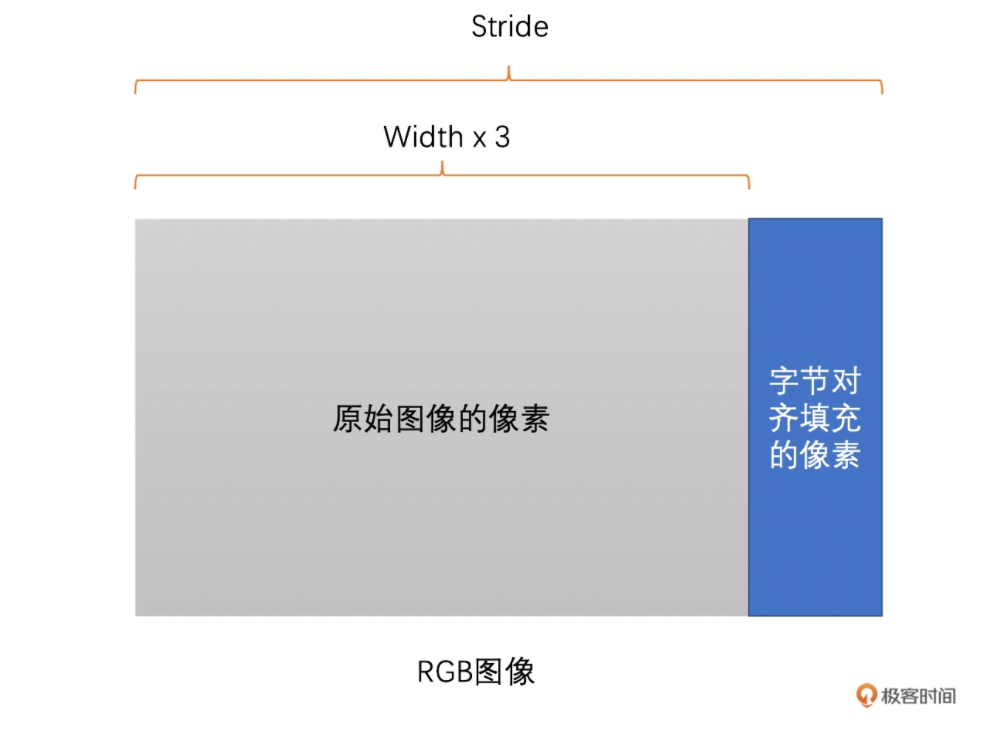 Stride
Width x 3
原始图像的像素
字节对
齐填充
的像素
RGB图像
极客时间